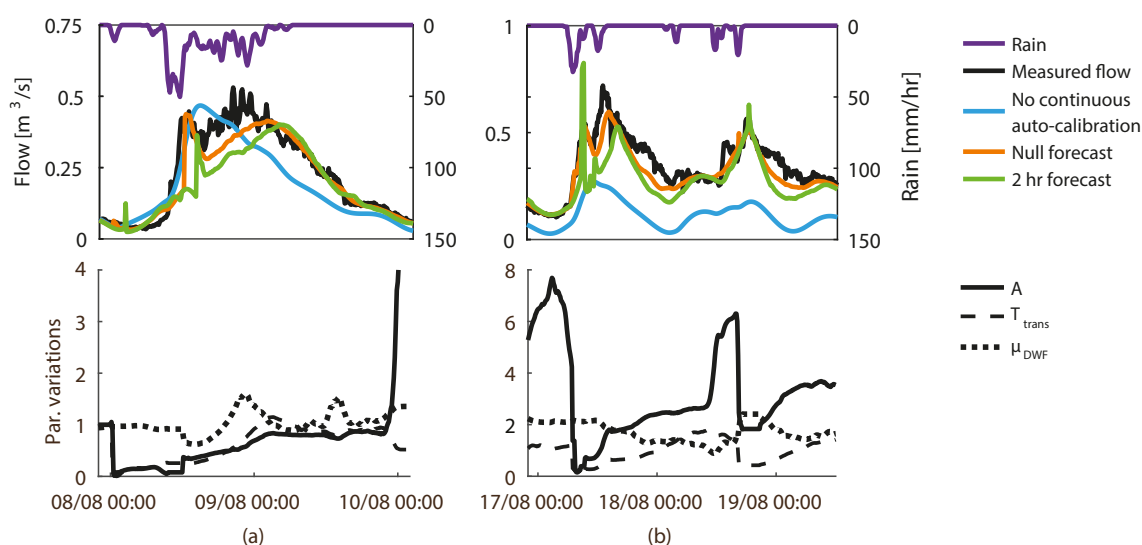 0.75
0.5
0.25
0
Flow [m³/s]
0
50
100
150
1
0.5
0
0
50
100
150
Rain [mm/hr]
Rain
Measured flow
No continuous
auto-calibration
Null forecast
2 hr forecast
4
3
2
1
0
Par. variations
08/08 00:00
09/08 00:00
10/08 00:00
(a)
8
6
4
2
0
17/08 00:00
18/08 00:00
19/08 00:00
(b)
A
T trans
μ DWF